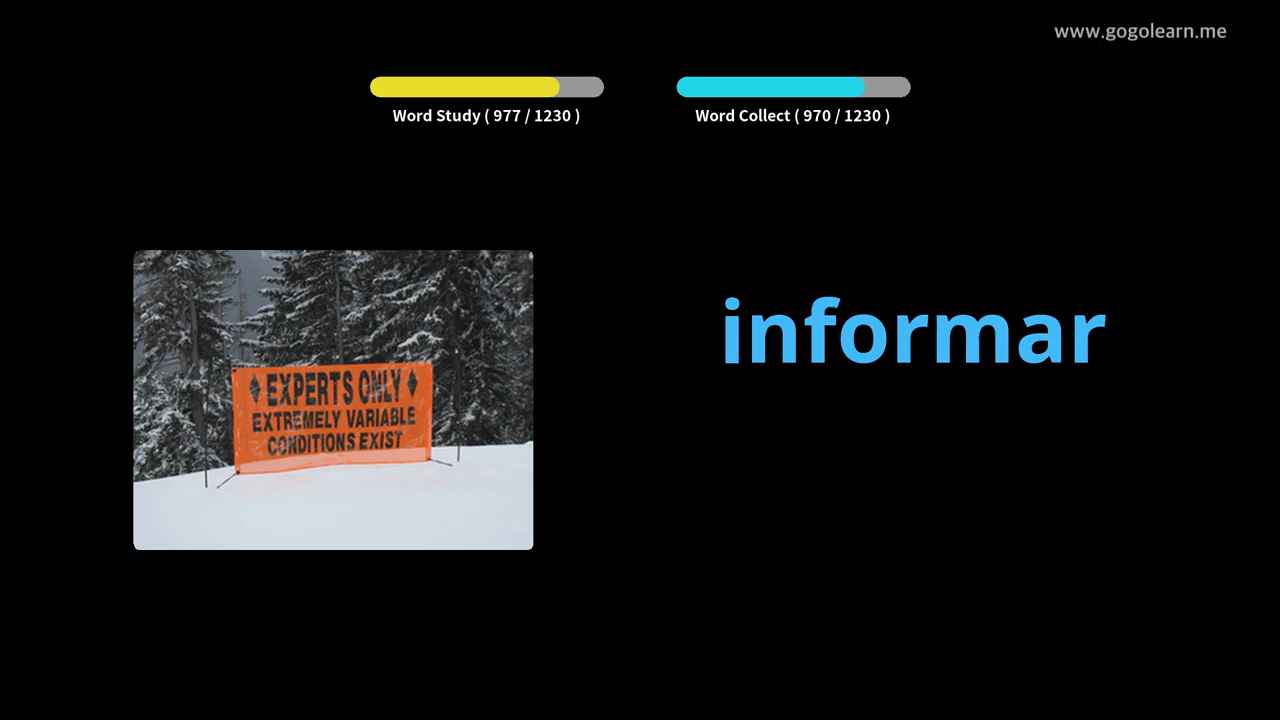 www.gogolearn.me
Word Study ( 977 / 1230 )
Word Collect ( 970 / 1230 )
EXPERTS ONLY
EXTREMELY VARIABLE
CONDITIONS EXIST
informar